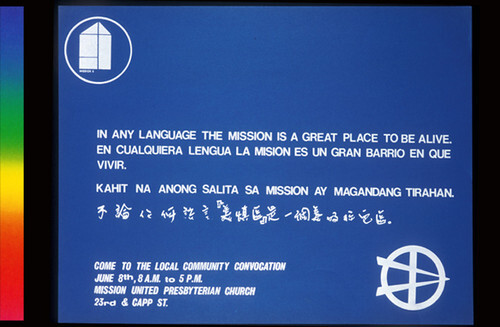 IN ANY LANGUAGE THE MISSION IS A GREAT PLACE TO BE ALIVE.
EN CUALQUIERA LENGUA LA MISION ES UN GRAN BARRIO EN QUE
VIVIR.
KAHIT NA ANONG SALITA SA MISSION AY MAGANDANG TIRAHAN.
不論任何語言美慎區是一個美好住宅區。
COME TO THE LOCAL COMMUNITY CONVOCATION
JUNE 8th, 8 A.M. to 5 P.M.
MISSION UNITED PRESBYTERIAN CHURCH
23rd & CAPP ST.